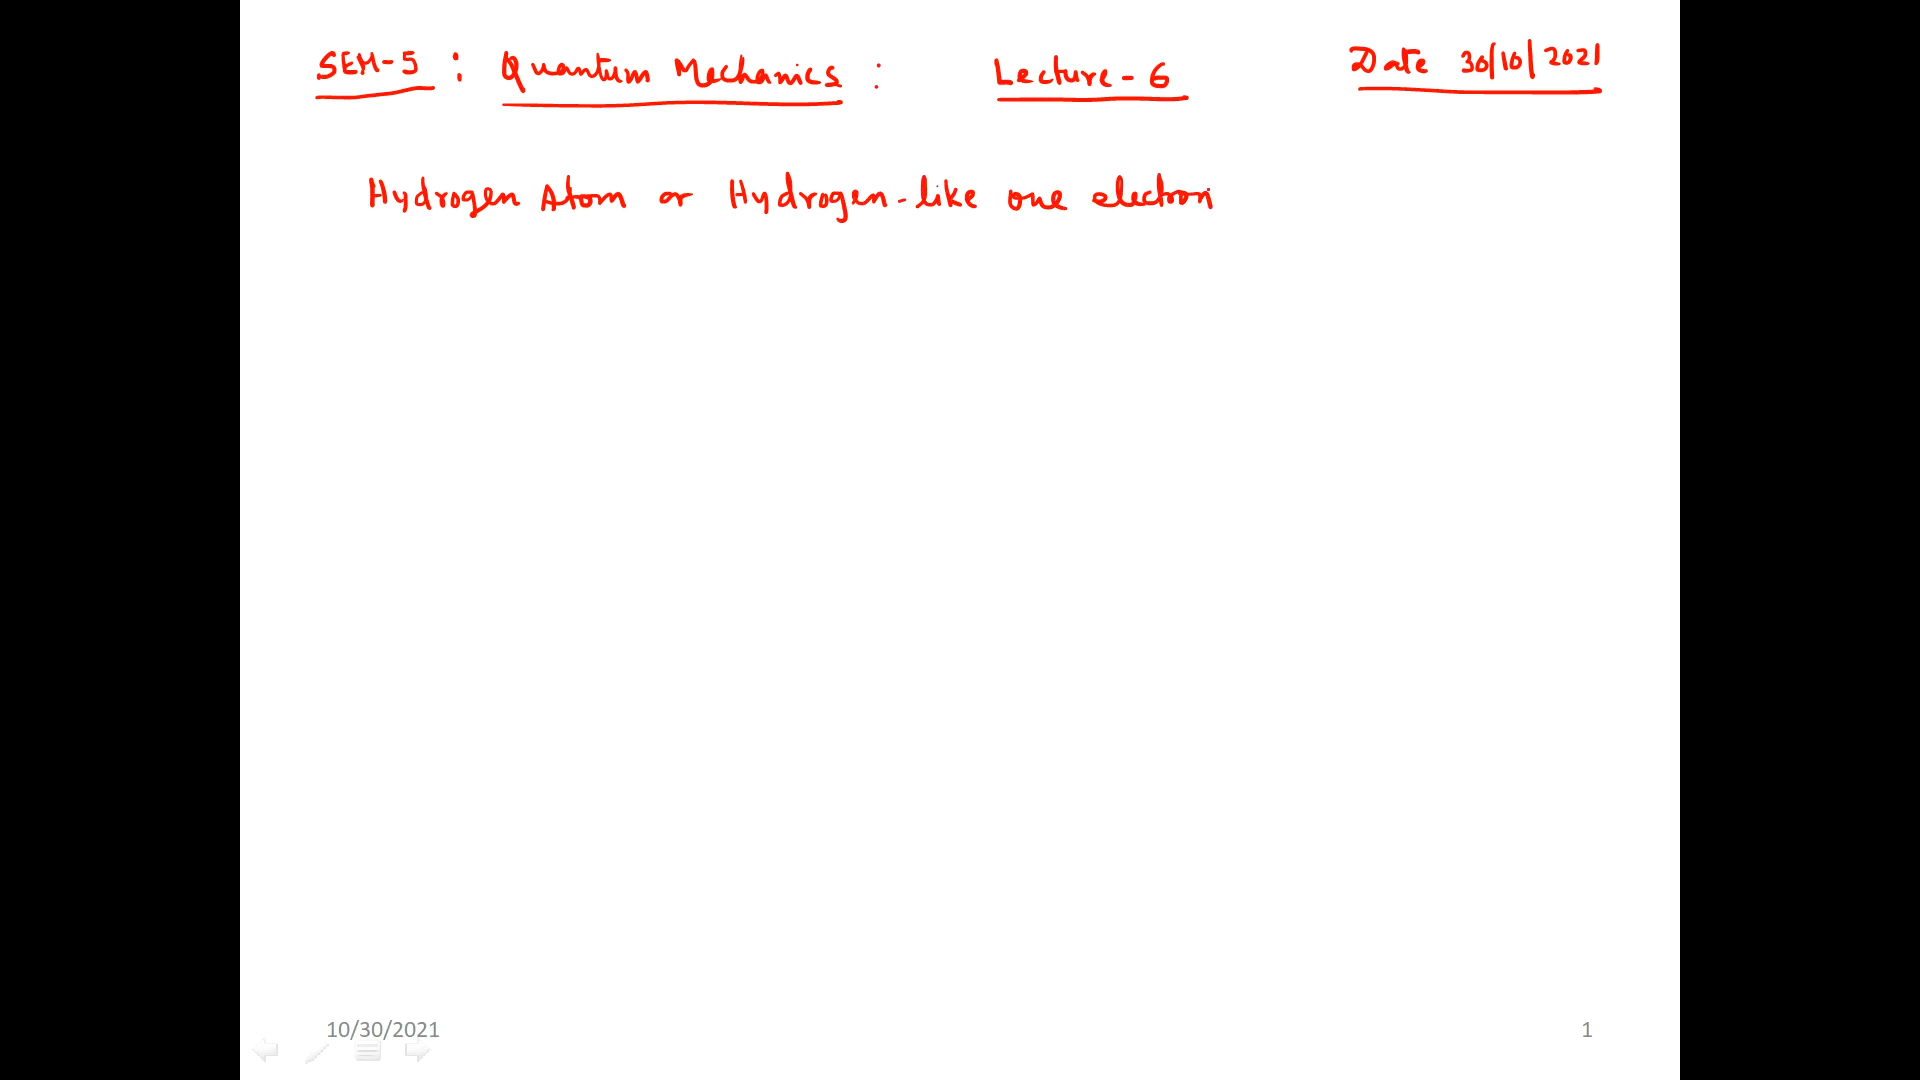 SEM-5 : Quantum Mechanics : Lecture - 6 Date 30/10/2021
Hydrogen Atom or Hydrogen-like one electron
10/30/2021 1